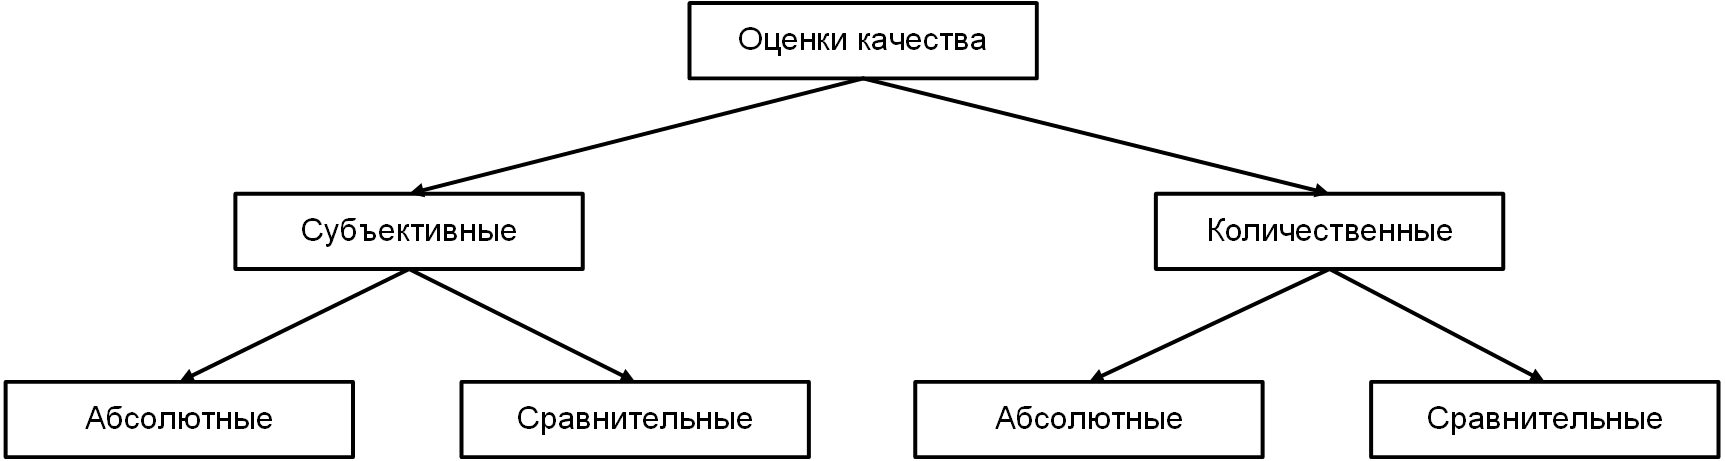 Оценки качества
Субъективные
Количественные
Абсолютные
Сравнительные
Абсолютные
Сравнительные